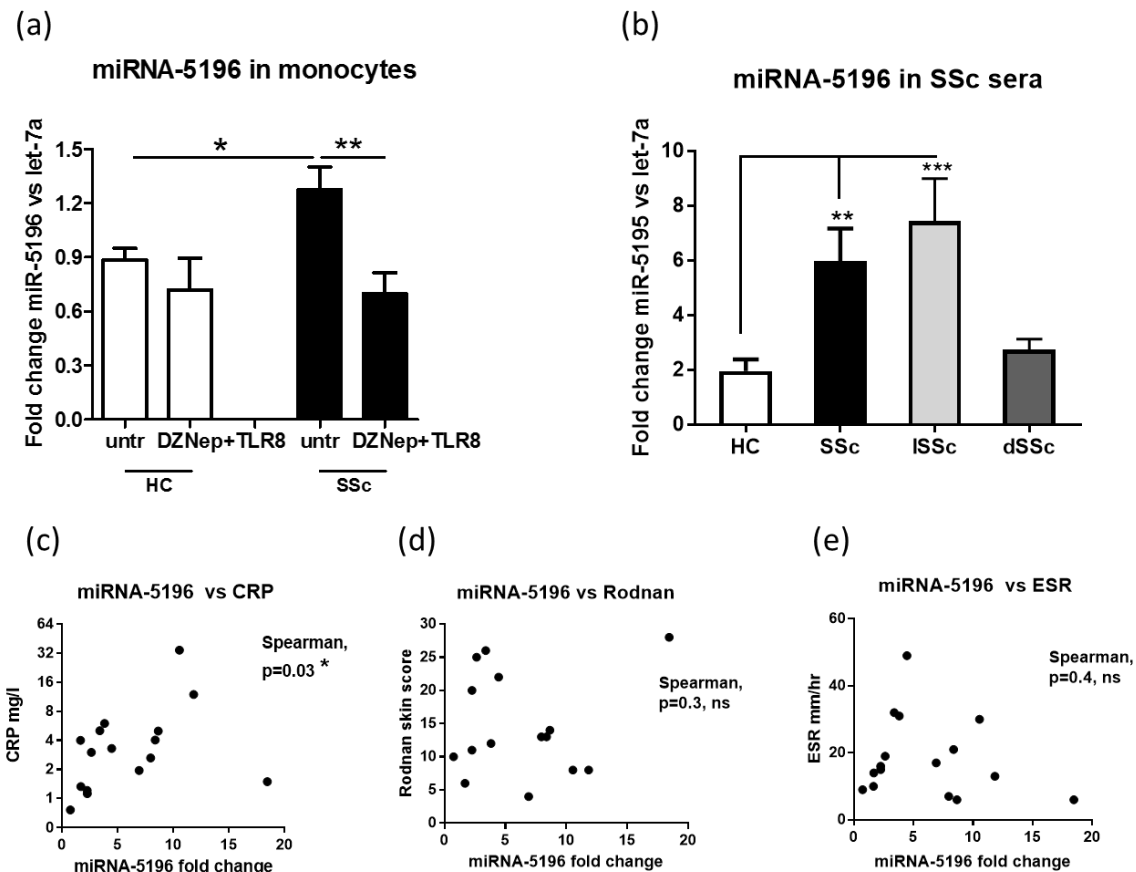 (a)
miRNA-5196 in monocytes
Fold change miR-5196 vs let-7a
1.5
1.2
0.9
0.6
0.3
0.0
*
**
untr DZNep+TLR8 untr DZNep+TLR8
HC SSc
(b)
miRNA-5196 in SSc sera
Fold change miR-5195 vs let-7a
10
8
6
4
2
0
**
***
HC SSc lSSc dSSc
(c)
miRNA-5196 vs CRP
CRP mg/l
64
32
16
8
4
2
1
0
Spearman,
p=0.03 *
0 5 10 15 20
miRNA-5196 fold change
(d)
miRNA-5196 vs Rodnan
Rodnan skin score
30
25
20
15
10
5
0
Spearman,
p=0.3, ns
0 5 10 15 20
miRNA-5196 fold change
(e)
miRNA-5196 vs ESR
ESR mm/hr
60
40
20
0
Spearman,
p=0.4, ns
0 5 10 15 20
miRNA-5196 fold change